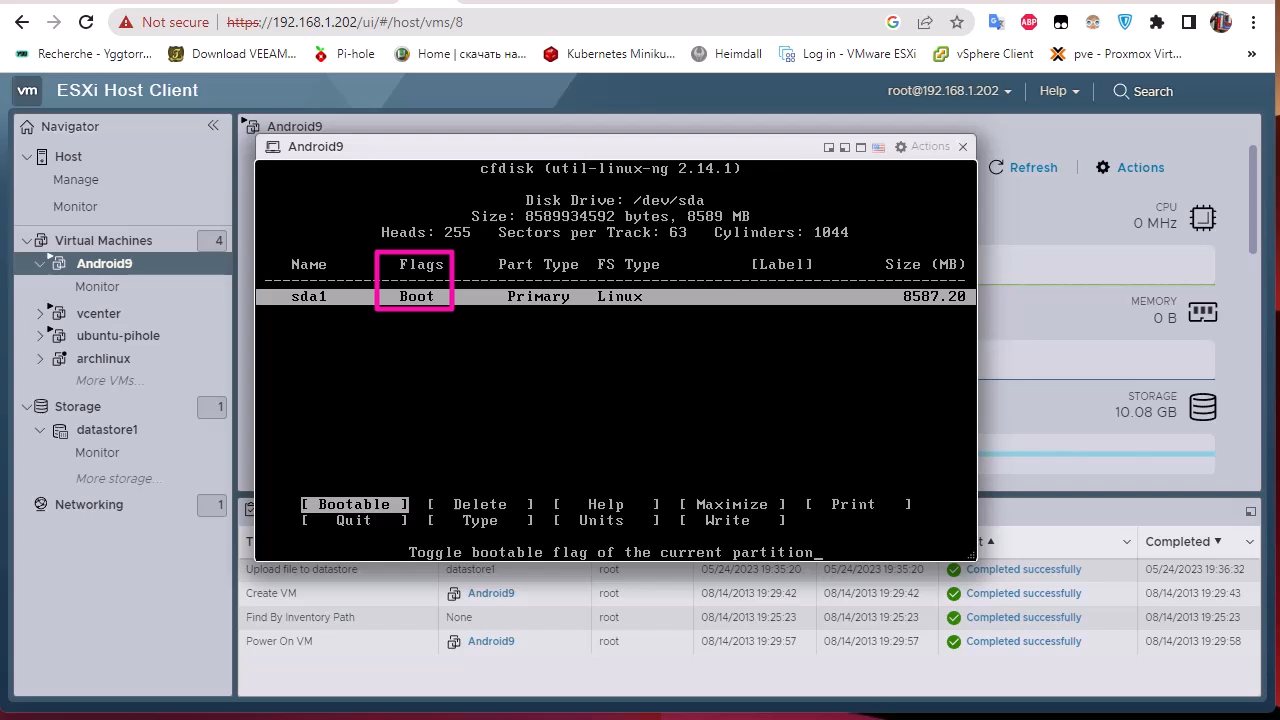 Not secure https://192.168.1.202/ui/#/host/vms/8
Recherche - Yggtorr... Download VEEAM... Pi-hole Home | скачать на... Kubernetes Miniku... Heimdall Log in - VMware ESXi vSphere Client pve - Proxmox Virt... »
vm ESXi Host Client root@192.168.1.202 Help Search
Navigator
Host
Manage
Monitor
Virtual Machines 4
Android9
Monitor
vcenter
ubuntu-pihole
archlinux
More VMs...
Storage 1
datastore1
Monitor
More storage...
Networking 1
Android9
Refresh Actions
CPU
0 MHz
MEMORY
0 B
STORAGE
10.08 GB
Android9 Actions
cfdisk (util-linux-ng 2.14.1)
Disk Drive: /dev/sda
Size: 8589934592 bytes, 8589 MB
Heads: 255 Sectors per Track: 63 Cylinders: 1044
Name Flags Part Type FS Type [Label] Size (MB)
sda1 Boot Primary Linux 8587.20
[ Bootable ] [ Delete ] [ Help ] [ Maximize ] [ Print ]
[ Quit ] [ Type ] [ Units ] [ Write ]
Toggle bootable flag of the current partition_
Completed
Upload file to datastore datastore1 root 05/24/2023 19:35:20 05/24/2023 19:35:20 Completed successfully 05/24/2023 19:36:32
Create VM Android9 root 08/14/2013 19:29:42 08/14/2013 19:29:42 Completed successfully 08/14/2013 19:29:43
Find By Inventory Path None root 08/14/2013 19:25:23 08/14/2013 19:25:23 Completed successfully 08/14/2013 19:25:23
Power On VM Android9 root 08/14/2013 19:29:57 08/14/2013 19:29:57 Completed successfully 08/14/2013 19:29:58